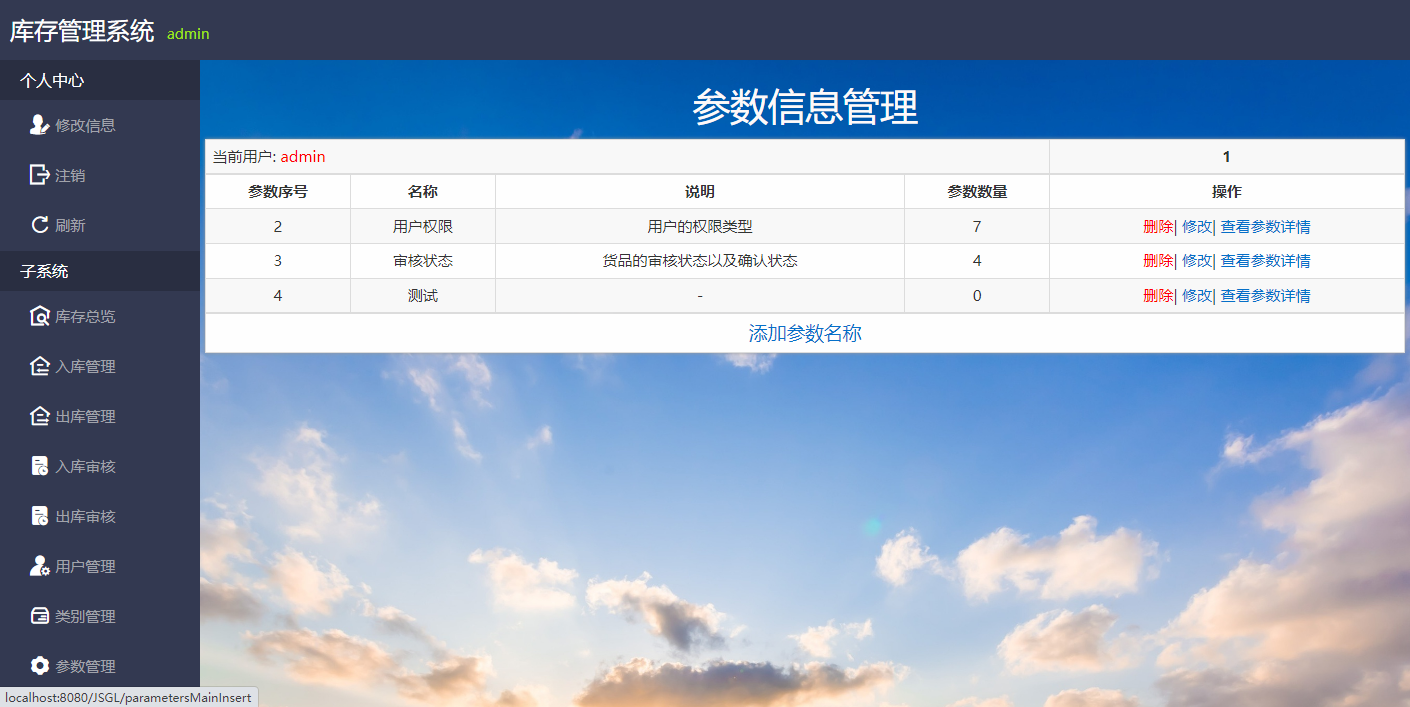 库存管理系统 admin
个人中心
修改信息
注销
刷新
子系统
库存总览
入库管理
出库管理
入库审核
出库审核
用户管理
类别管理
参数管理
参数信息管理
当前用户: admin 1
参数序号 名称 说明 参数数量 操作
2 用户权限 用户的权限类型 7 删除| 修改| 查看参数详情
3 审核状态 货品的审核状态以及确认状态 4 删除| 修改| 查看参数详情
4 测试 - 0 删除| 修改| 查看参数详情
添加参数名称
localhost:8080/JSGL/parametersMainInsert